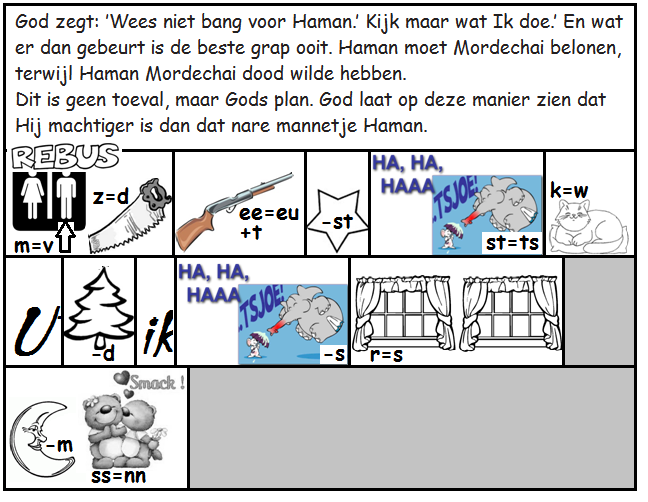 God zegt: ’Wees niet bang voor Haman.’ Kijk maar wat Ik doe.’ En wat
er dan gebeurt is de beste grap ooit. Haman moet Mordechai belonen,
terwijl Haman Mordechai dood wilde hebben.
Dit is geen toeval, maar Gods plan. God laat op deze manier zien dat
Hij machtiger is dan dat nare mannetje Haman.
REBUS
m=v
z=d
ee=eu
+t
-st
HA, HA,
HAAA
..TSJOE!
st=ts
k=w
U
-d
ik
HA, HA,
HAAA
..TSJOE!
-s
r=s
-m
Smack !
ss=nn